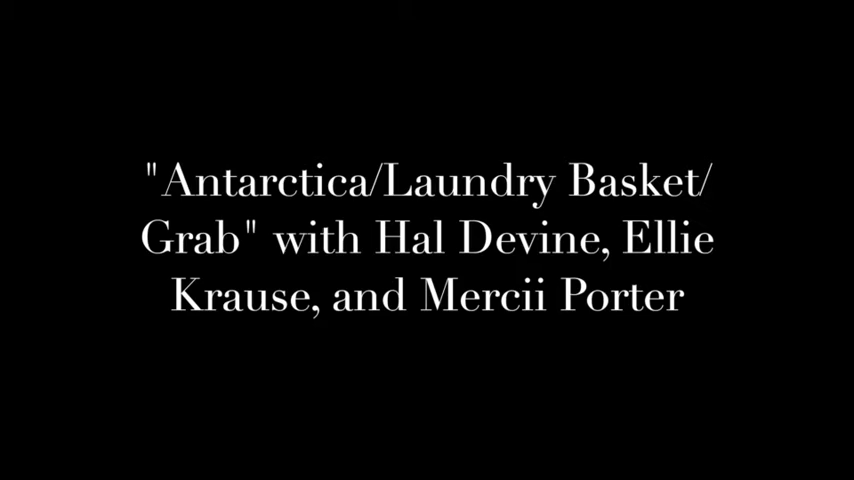 "Antarctica/Laundry Basket/
Grab" with Hal Devine, Ellie
Krause, and Mercii Porter